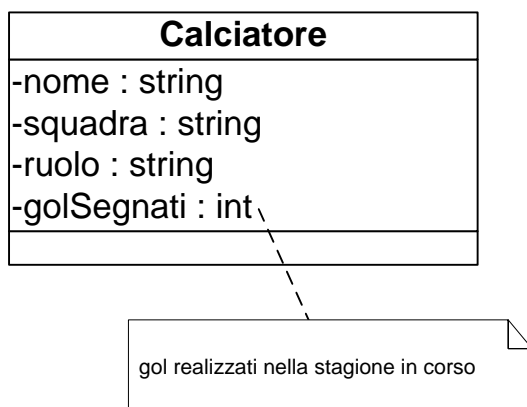 Calciatore
-nome : string
-squadra : string
-ruolo : string
-golSegnati : int
gol realizzati nella stagione in corso